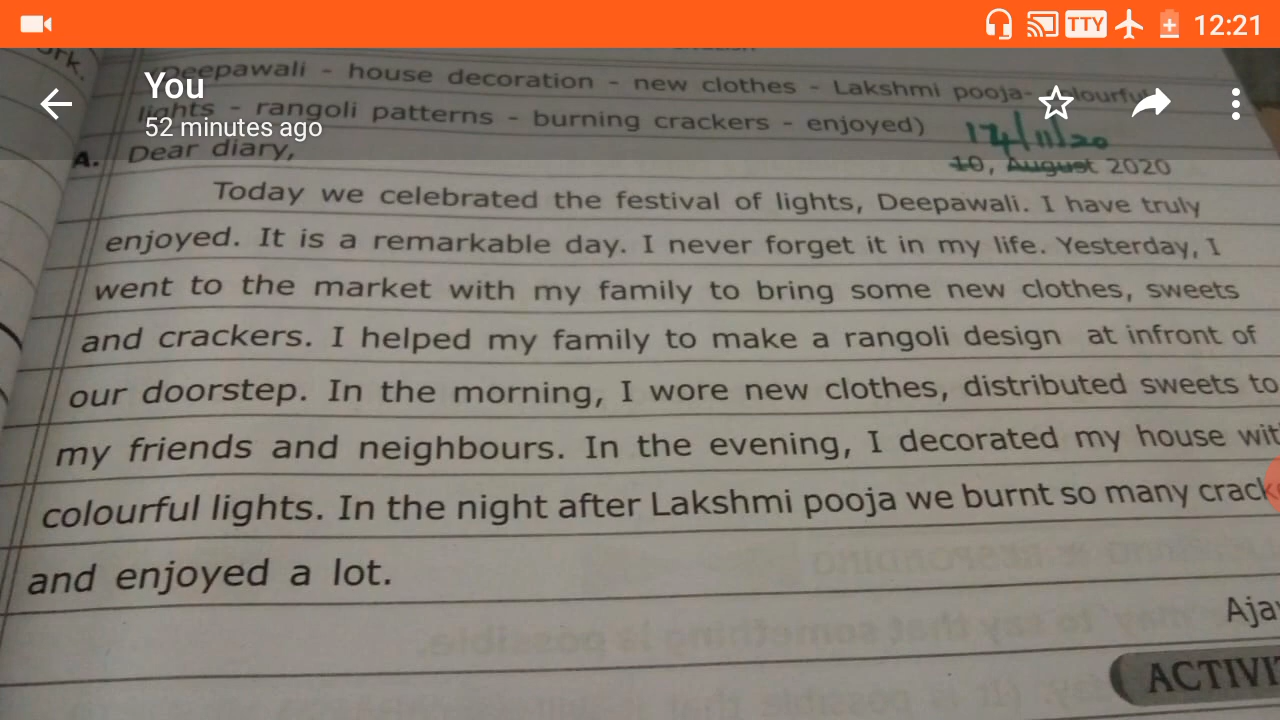 12:21
TTY
ork.
Deepawali - house decoration - new clothes - Lakshmi pooja- colourful
You
lights - rangoli patterns - burning crackers - enjoyed)
52 minutes ago
14/11/20
A. Dear diary,
10, August 2020
Today we celebrated the festival of lights, Deepawali. I have truly
enjoyed. It is a remarkable day. I never forget it in my life. Yesterday, I
went to the market with my family to bring some new clothes, sweets
and crackers. I helped my family to make a rangoli design at infront of
our doorstep. In the morning, I wore new clothes, distributed sweets to
my friends and neighbours. In the evening, I decorated my house wit
colourful lights. In the night after Lakshmi pooja we burnt so many crack
and enjoyed a lot.
Aja
ACTIVI